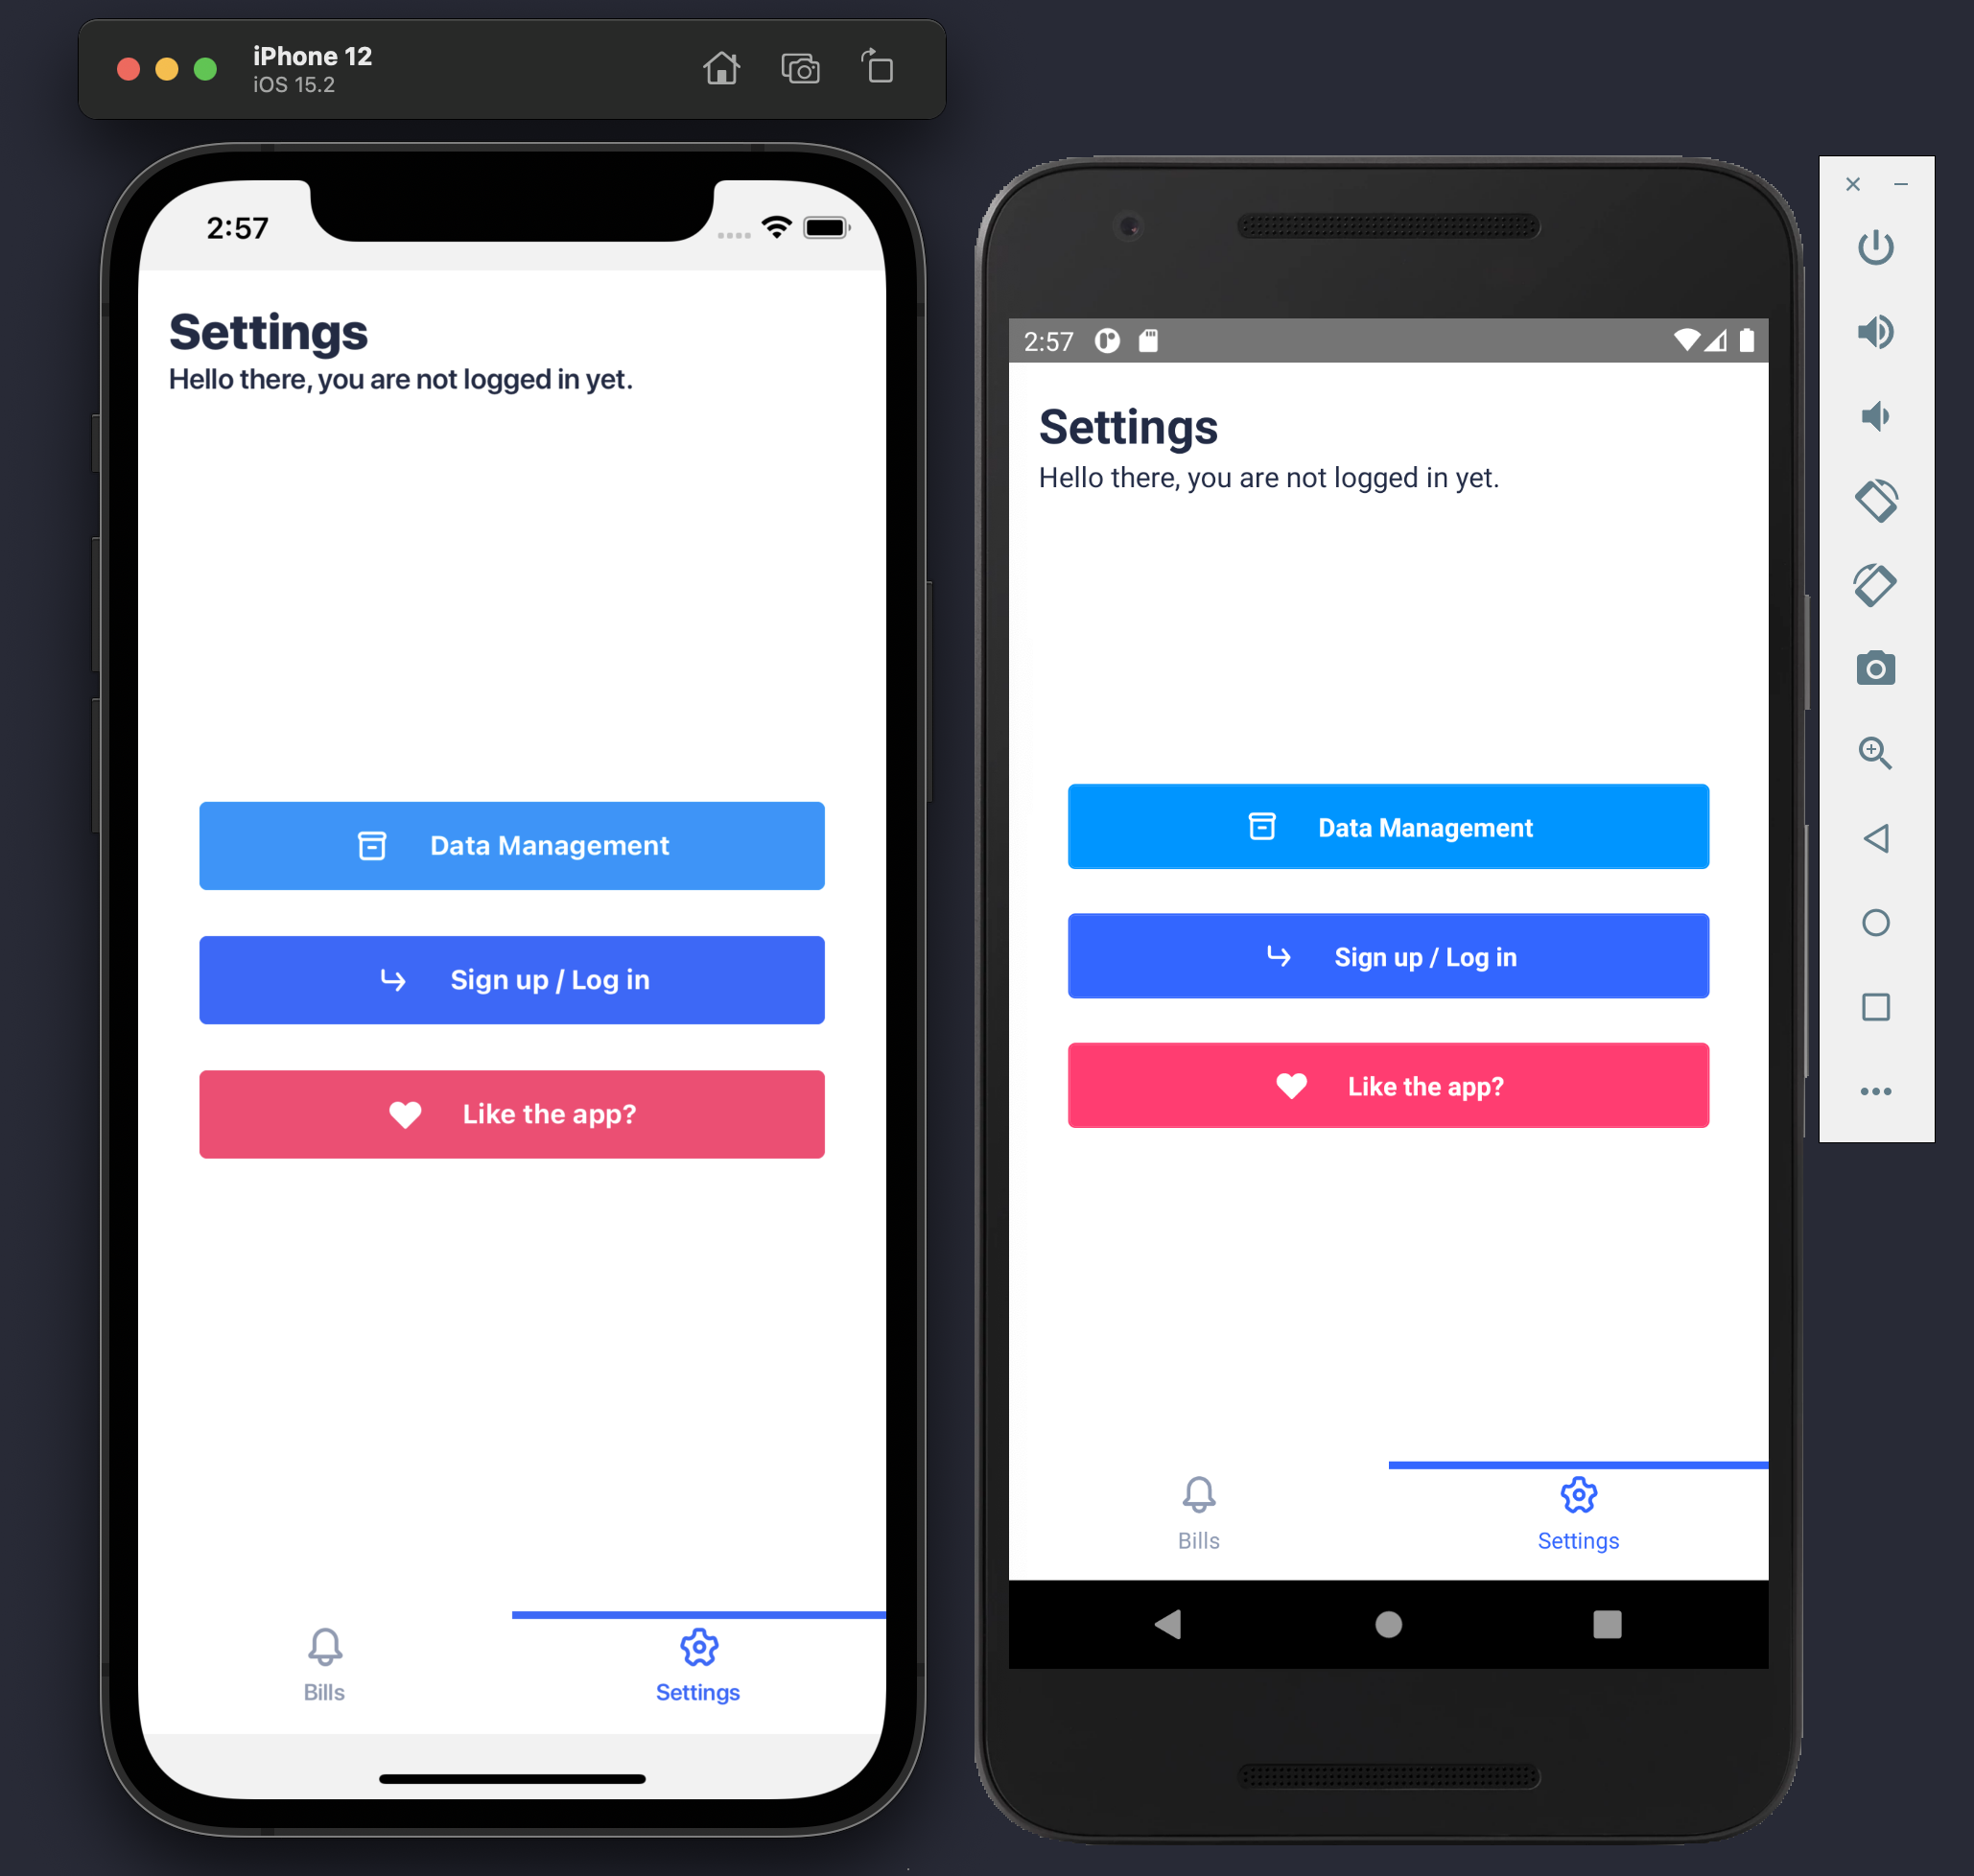 iPhone 12
iOS 15.2
2:57
Settings
Hello there, you are not logged in yet.
Data Management
Sign up / Log in
Like the app?
Bills
Settings
2:57
Settings
Hello there, you are not logged in yet.
Data Management
Sign up / Log in
Like the app?
Bills
Settings